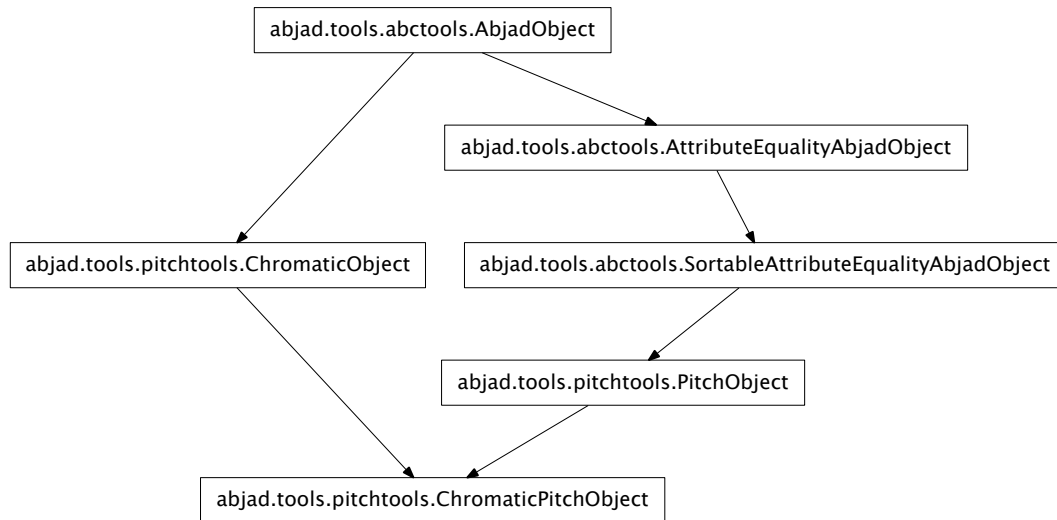 abjad.tools.abctools.AbjadObject
abjad.tools.abctools.AttributeEqualityAbjadObject
abjad.tools.pitchtools.ChromaticObject
abjad.tools.abctools.SortableAttributeEqualityAbjadObject
abjad.tools.pitchtools.PitchObject
abjad.tools.pitchtools.ChromaticPitchObject